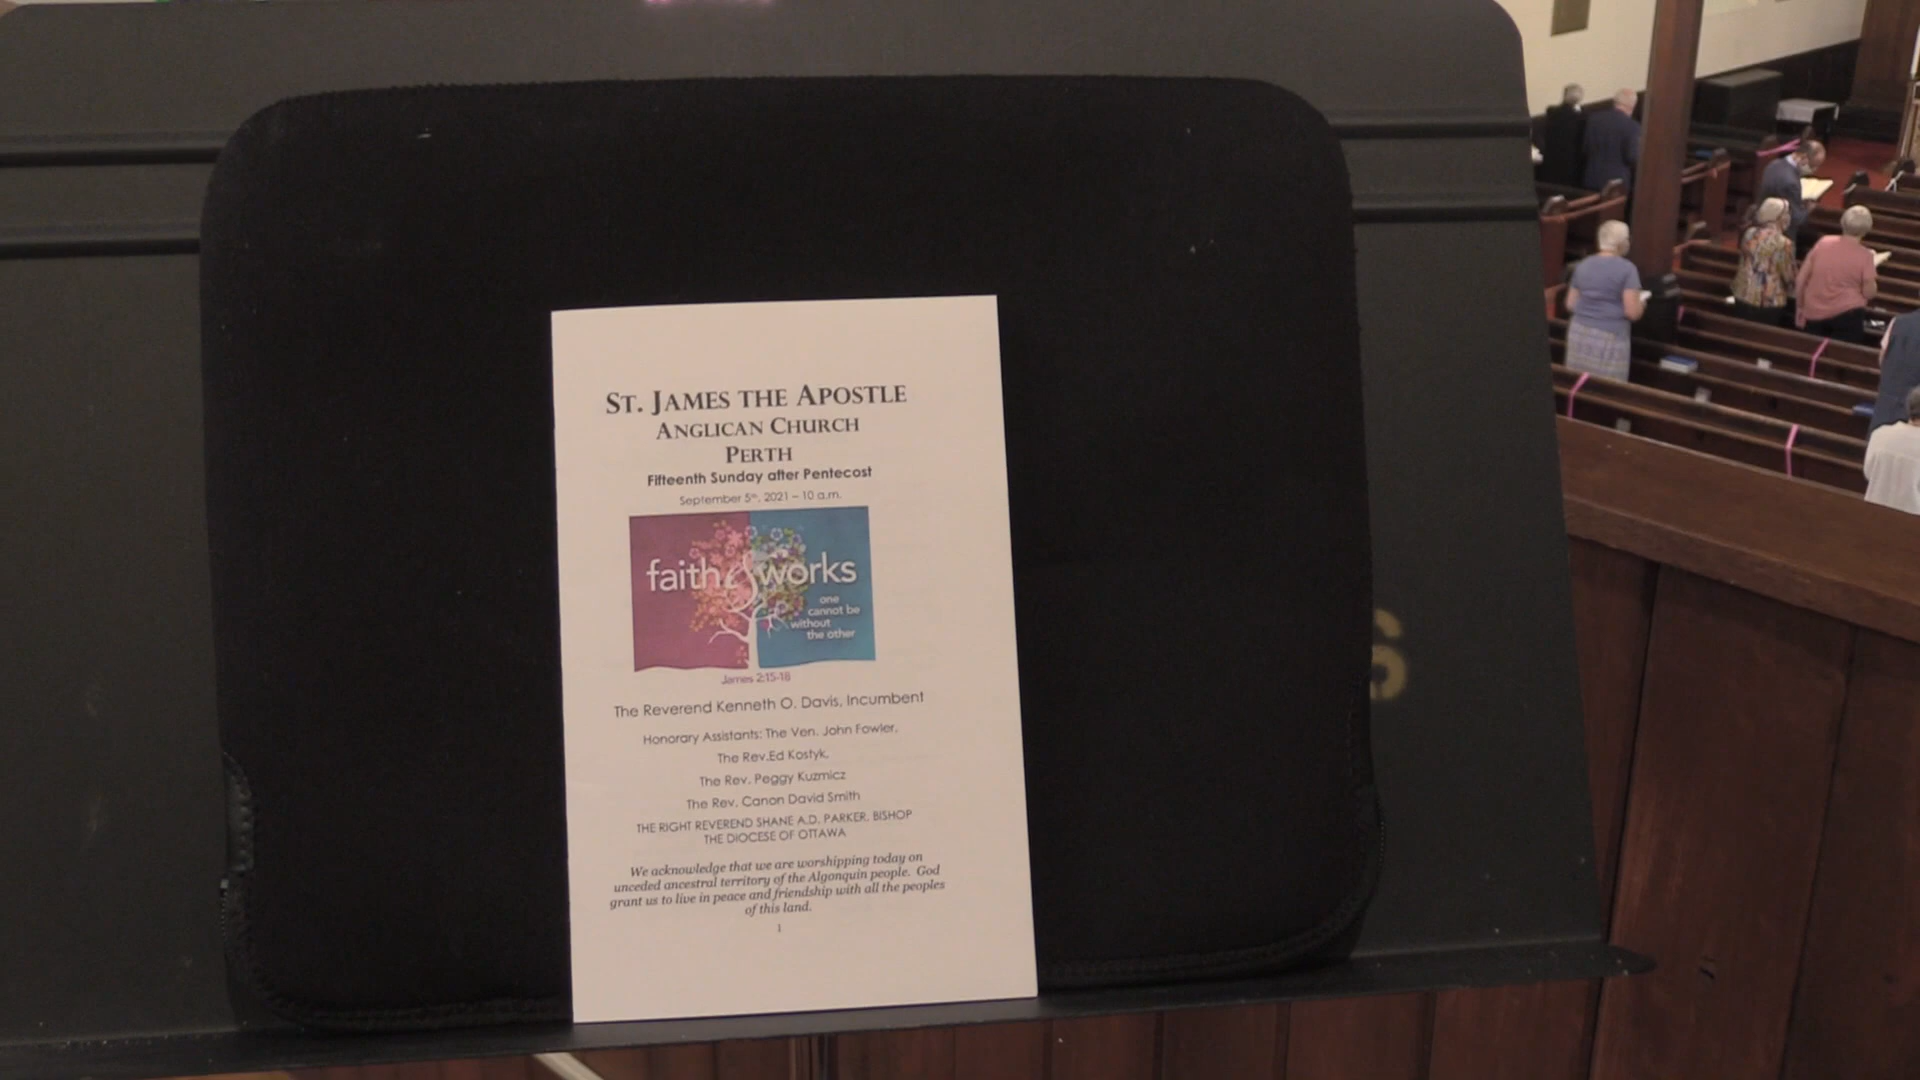 ST. JAMES THE APOSTLE
ANGLICAN CHURCH
PERTH
Fifteenth Sunday after Pentecost
September 5th, 2021 – 10 a.m.
faith & works
one
cannot be
without
the other
James 2:15-18
The Reverend Kenneth O. Davis, Incumbent
Honorary Assistants: The Ven. John Fowler,
The Rev.Ed Kostyk,
The Rev. Peggy Kuzmicz
The Rev. Canon David Smith
THE RIGHT REVEREND SHANE A.D. PARKER, BISHOP
THE DIOCESE OF OTTAWA
We acknowledge that we are worshipping today on
unceded ancestral territory of the Algonquin people. God
grant us to live in peace and friendship with all the peoples
of this land.
1
6